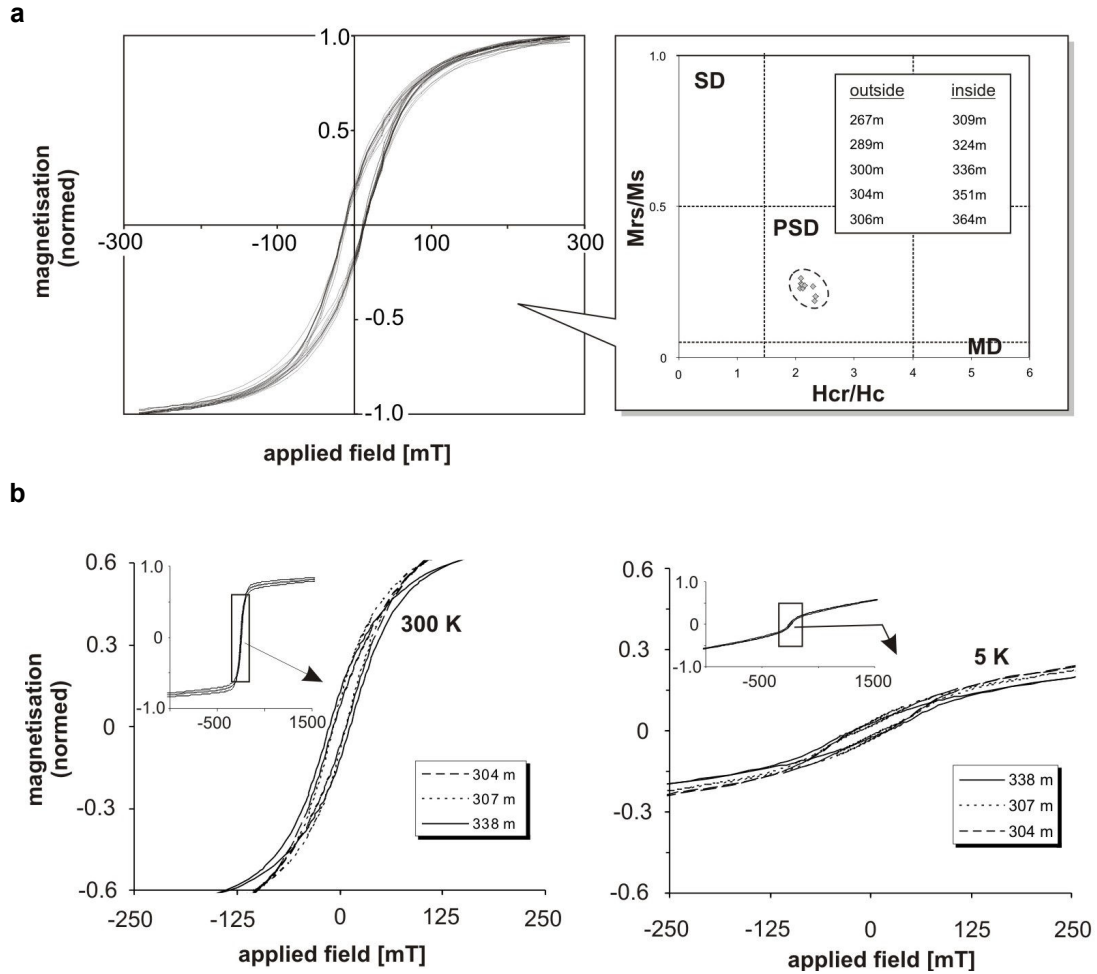 a
magnetisation
(normed)
1.0
0.5
-300
-100
0
100
300
-0.5
-1.0
applied field [mT]
Mrs/Ms
1.0
0.5
0
SD
PSD
MD
outside inside
267m 309m
289m 324m
300m 336m
304m 351m
306m 364m
0 1 2 3 4 5 6
Hcr/Hc
b
magnetisation
(normed)
0.6
0.3
0
-0.3
-0.6
1.0
0
-1.0
-500 1500
300 K
304 m
307 m
338 m
-250 -125 0 125 250
applied field [mT]
0.6
0.3
0
-0.3
-0.6
1.0
0
-1.0
-500 1500
5 K
338 m
307 m
304 m
-250 -125 0 125 250
applied field [mT]